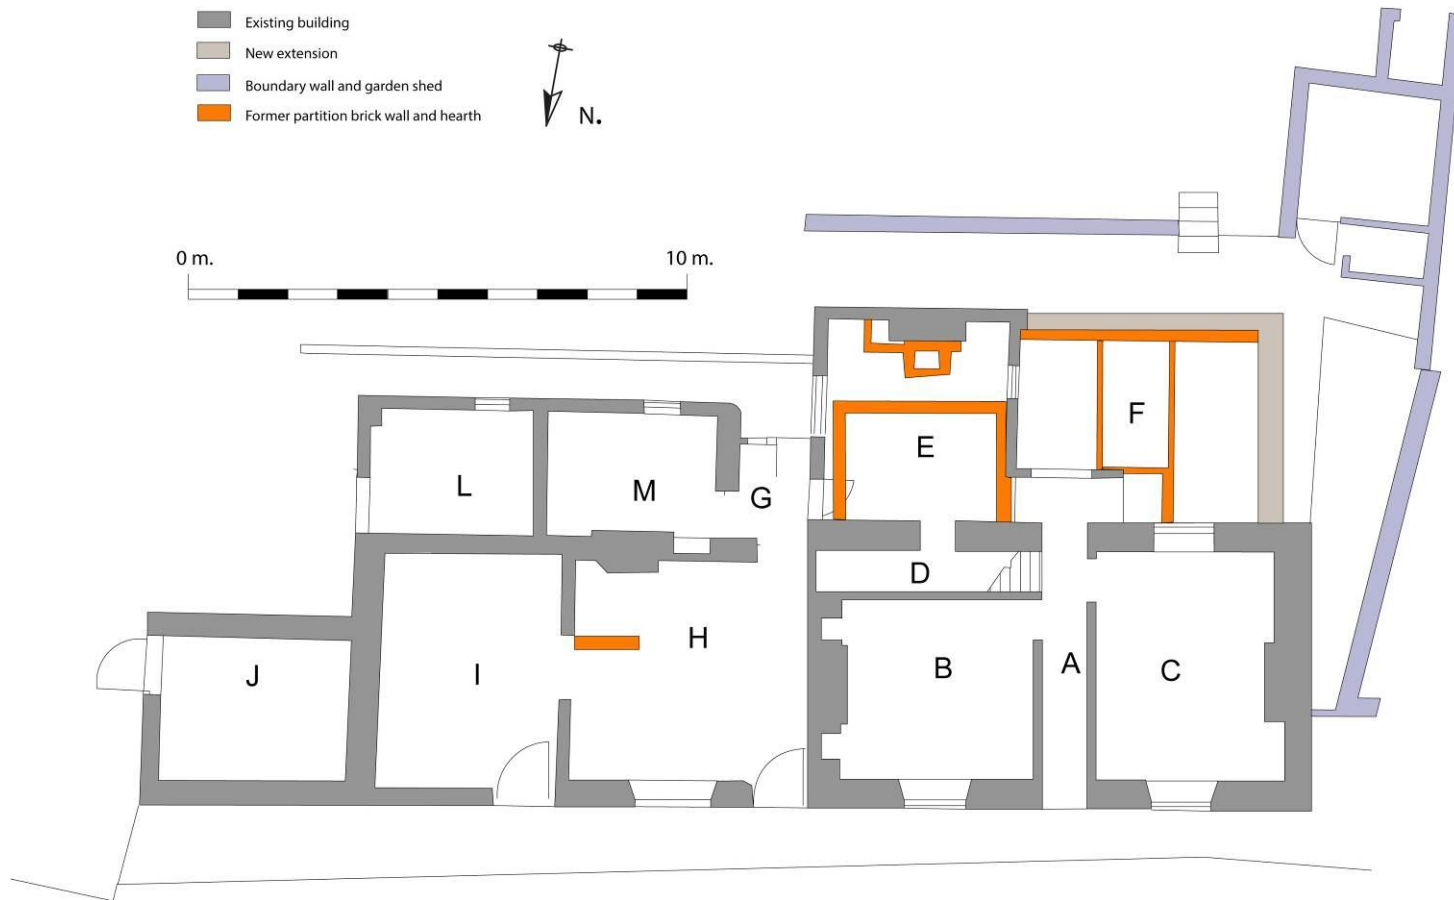 Existing building
New extension
Boundary wall and garden shed
Former partition brick wall and hearth
N.
0 m.
10 m.
F
E
L
M
G
D
H
B
A
C
J
I